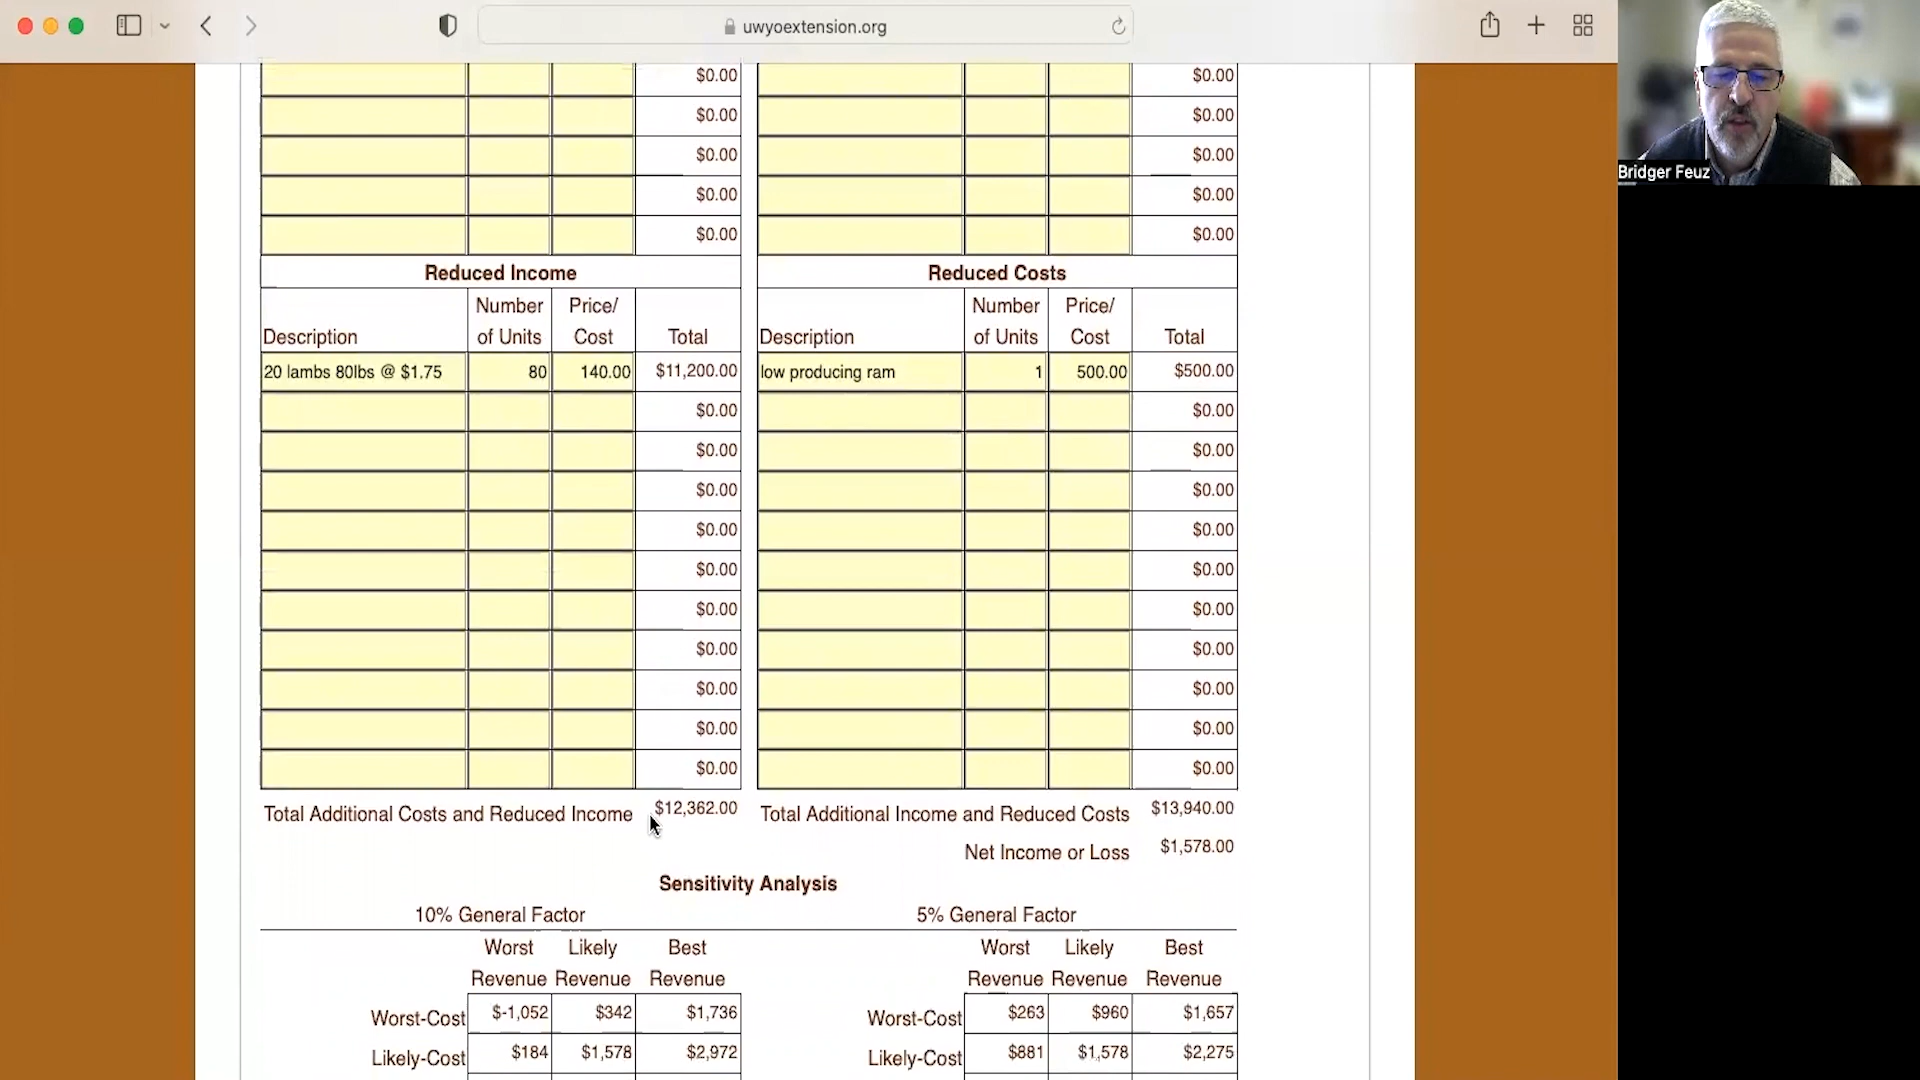 uwyoextension.org
Bridger Feuz
$0.00 $0.00
$0.00 $0.00
$0.00 $0.00
$0.00 $0.00
$0.00 $0.00
Reduced Income Reduced Costs
Number Price/ Number Price/
Description of Units Cost Total Description of Units Cost Total
20 lambs 80lbs @ $1.75 80 140.00 $11,200.00 low producing ram 1 500.00 $500.00
$0.00 $0.00
$0.00 $0.00
$0.00 $0.00
$0.00 $0.00
$0.00 $0.00
$0.00 $0.00
$0.00 $0.00
$0.00 $0.00
$0.00 $0.00
$0.00 $0.00
Total Additional Costs and Reduced Income $12,362.00 Total Additional Income and Reduced Costs $13,940.00
Net Income or Loss $1,578.00
Sensitivity Analysis
10% General Factor 5% General Factor
Worst Likely Best Worst Likely Best
Revenue Revenue Revenue Revenue Revenue Revenue
Worst-Cost $-1,052 $342 $1,736 Worst-Cost $263 $960 $1,657
Likely-Cost $184 $1,578 $2,972 Likely-Cost $881 $1,578 $2,275